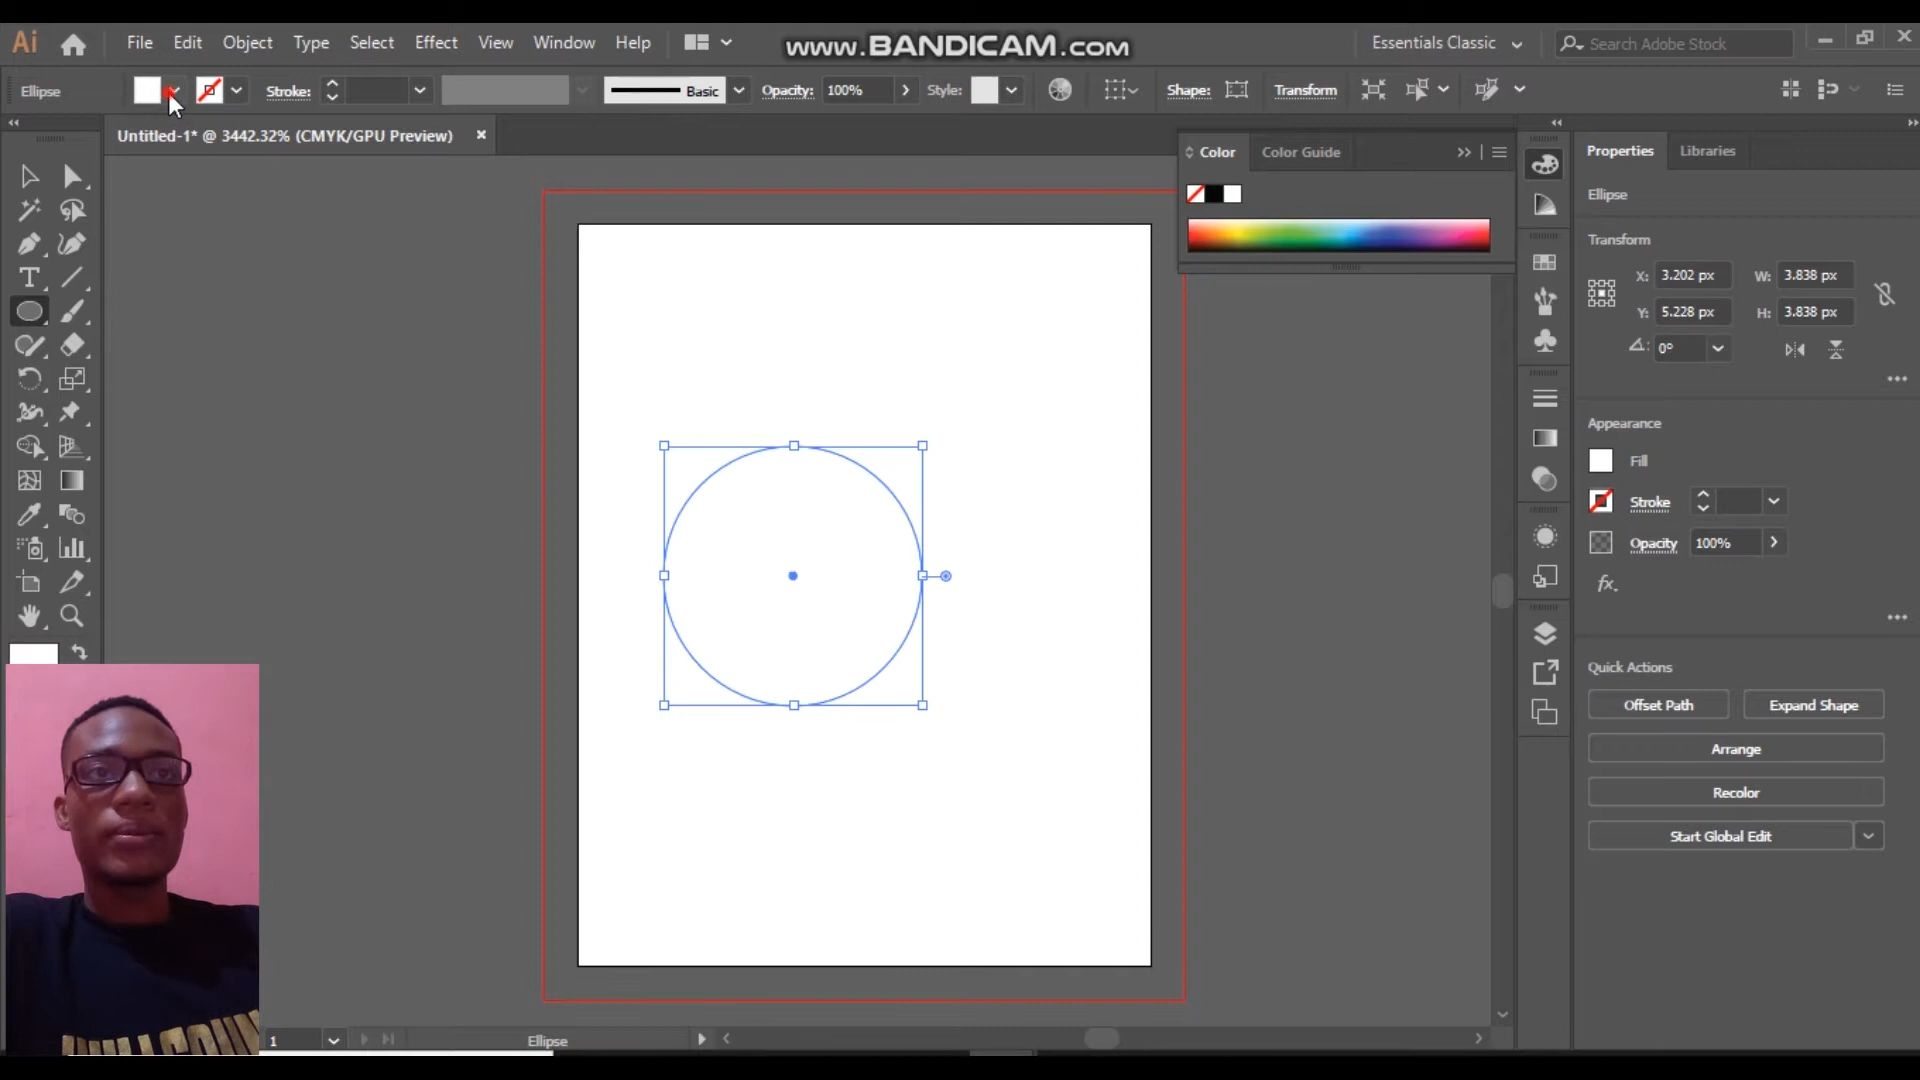 Ai File Edit Object Type Select Effect View Window Help www.BANDICAM.com Essentials Classic Search Adobe Stock
Ellipse Stroke: Basic Opacity: 100% Style: Shape: Transform
Untitled-1* @ 3442.32% (CMYK/GPU Preview)
Color Color Guide
Properties Libraries
Ellipse
Transform
X: 3.202 px W: 3.838 px
Y: 5.228 px H: 3.838 px
0°
Appearance
Fill
Stroke
Opacity 100%
fx.
Quick Actions
Offset Path Expand Shape
Arrange
Recolor
Start Global Edit
1 Ellipse